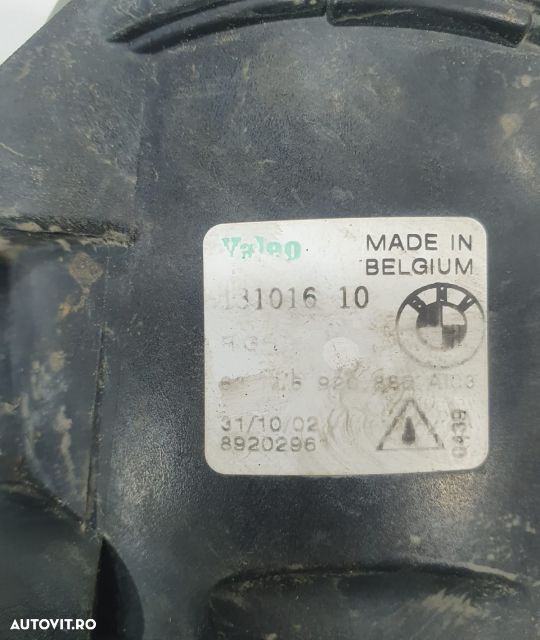 Valeo
MADE IN
BELGIUM
131016 10
31/10/02
8920296
0439
AUTOVIT.RO